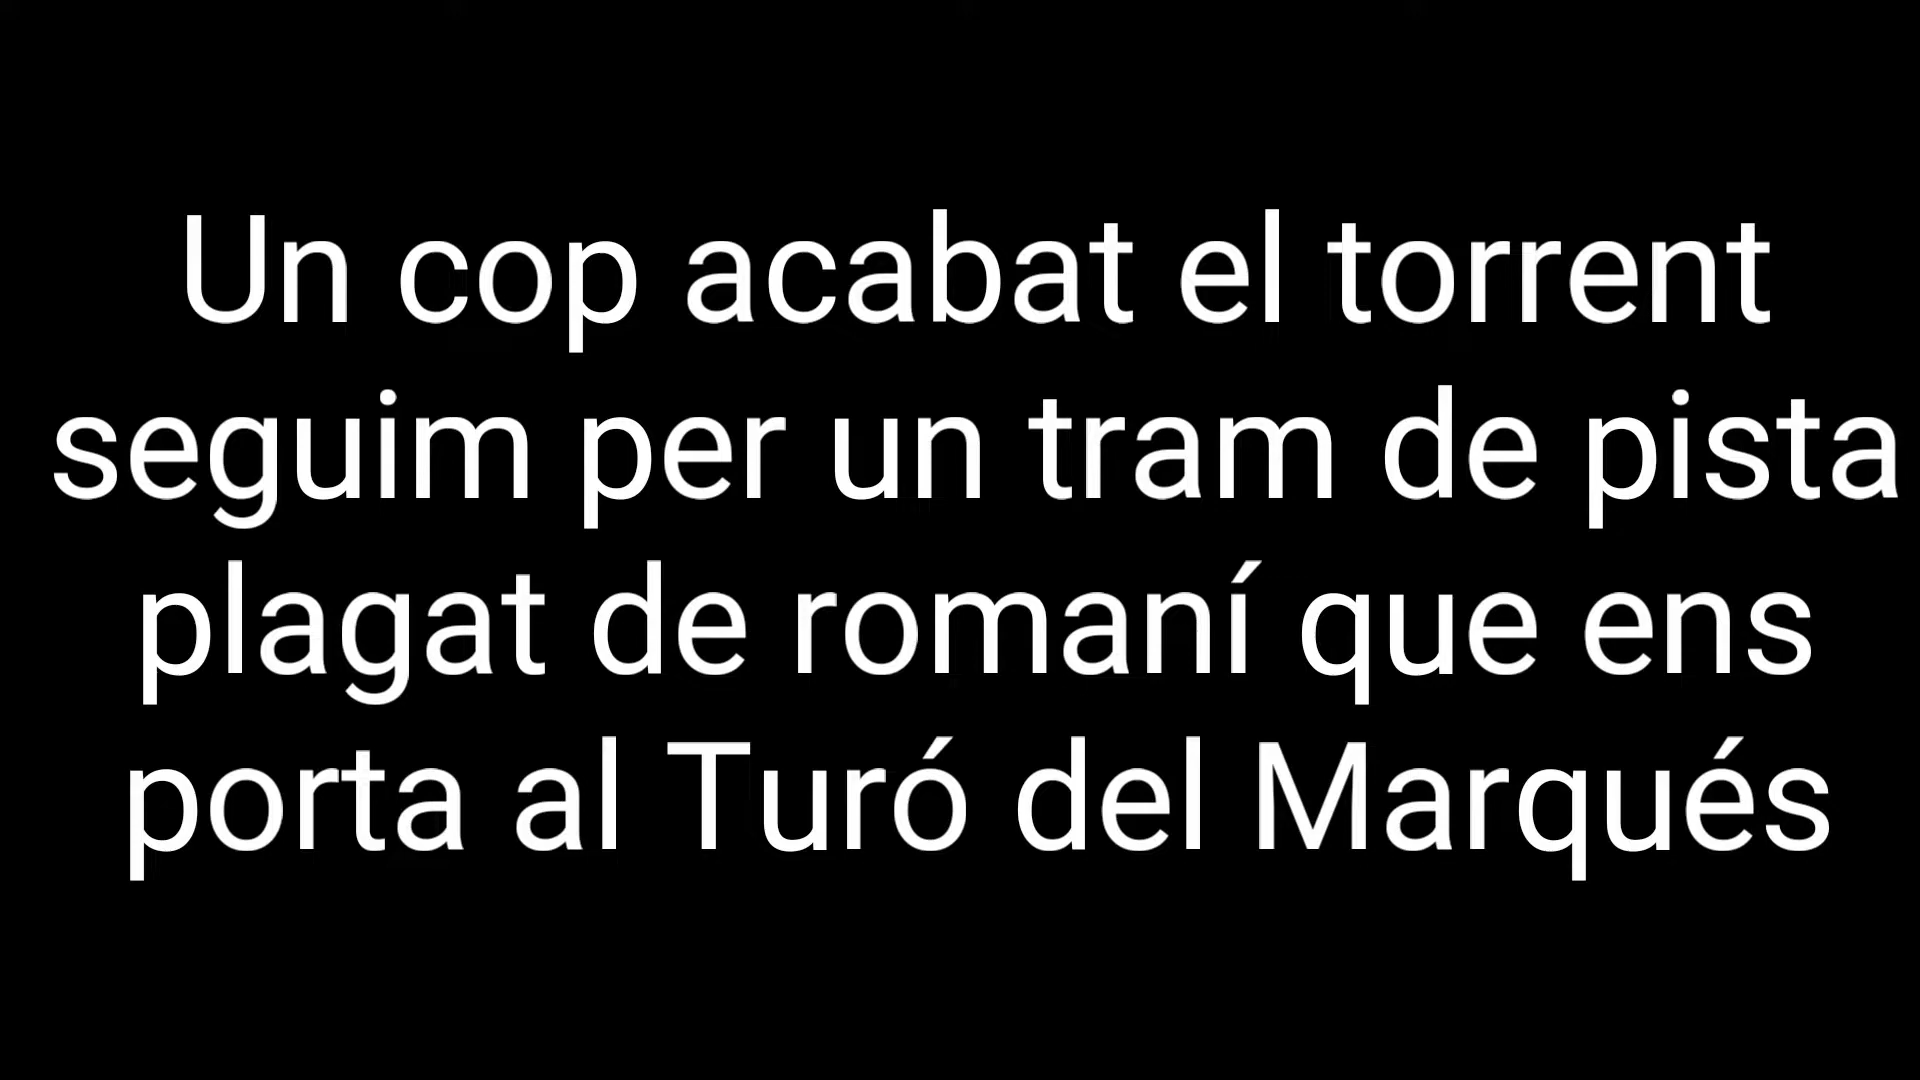 Un cop acabat el torrent
seguim per un tram de pista
plagat de romaní que ens
porta al Turó del Marqués